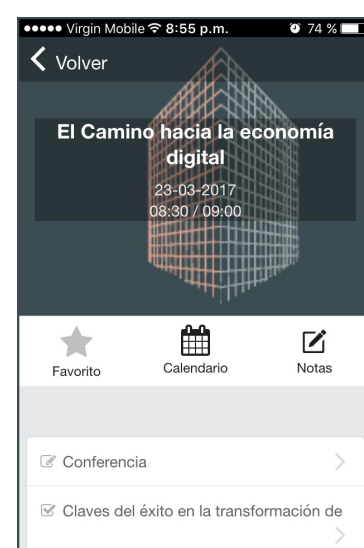 Virgin Mobile 8:55 p.m. 74 %
Volver
El Camino hacia la economía
digital
23-03-2017
08:30 / 09:00
Favorito Calendario Notas
Conferencia
Claves del éxito en la transformación de